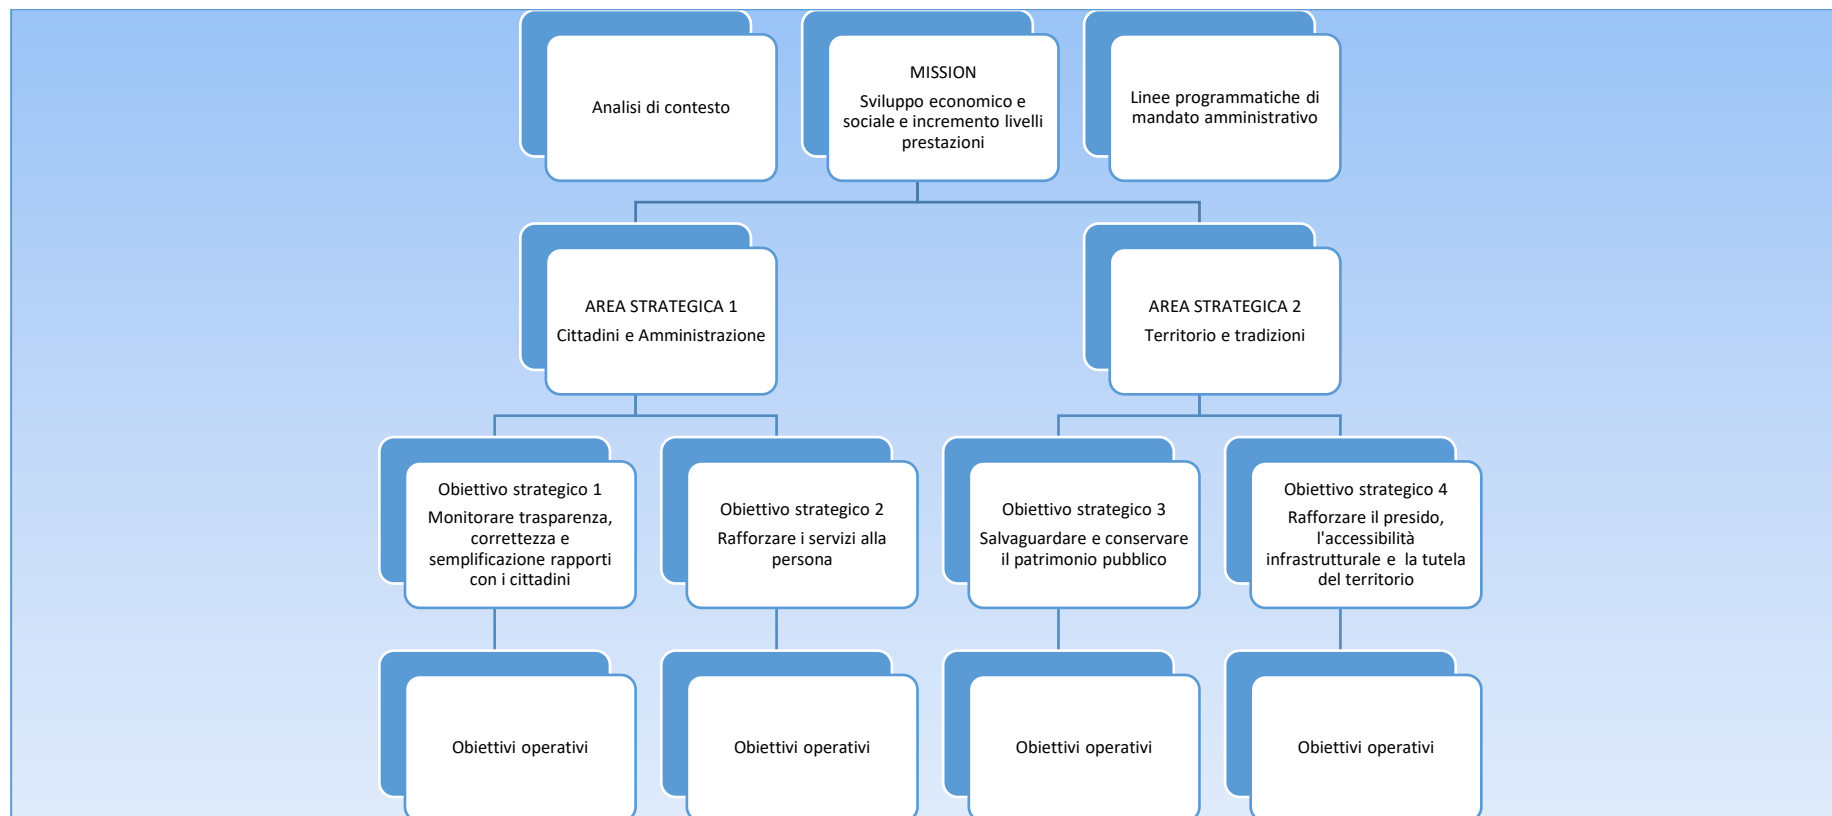 Analisi di contesto
MISSION
Sviluppo economico e
sociale e incremento livelli
prestazioni
Linee programmatiche di
mandato amministrativo
AREA STRATEGICA 1
Cittadini e Amministrazione
AREA STRATEGICA 2
Territorio e tradizioni
Obiettivo strategico 1
Monitorare trasparenza,
correttezza e
semplificazione rapporti
con i cittadini
Obiettivo strategico 2
Rafforzare i servizi alla
persona
Obiettivo strategico 3
Salvaguardare e conservare
il patrimonio pubblico
Obiettivo strategico 4
Rafforzare il presido,
l'accessibilità
infrastrutturale e  la tutela
del territorio
Obiettivi operativi
Obiettivi operativi
Obiettivi operativi
Obiettivi operativi